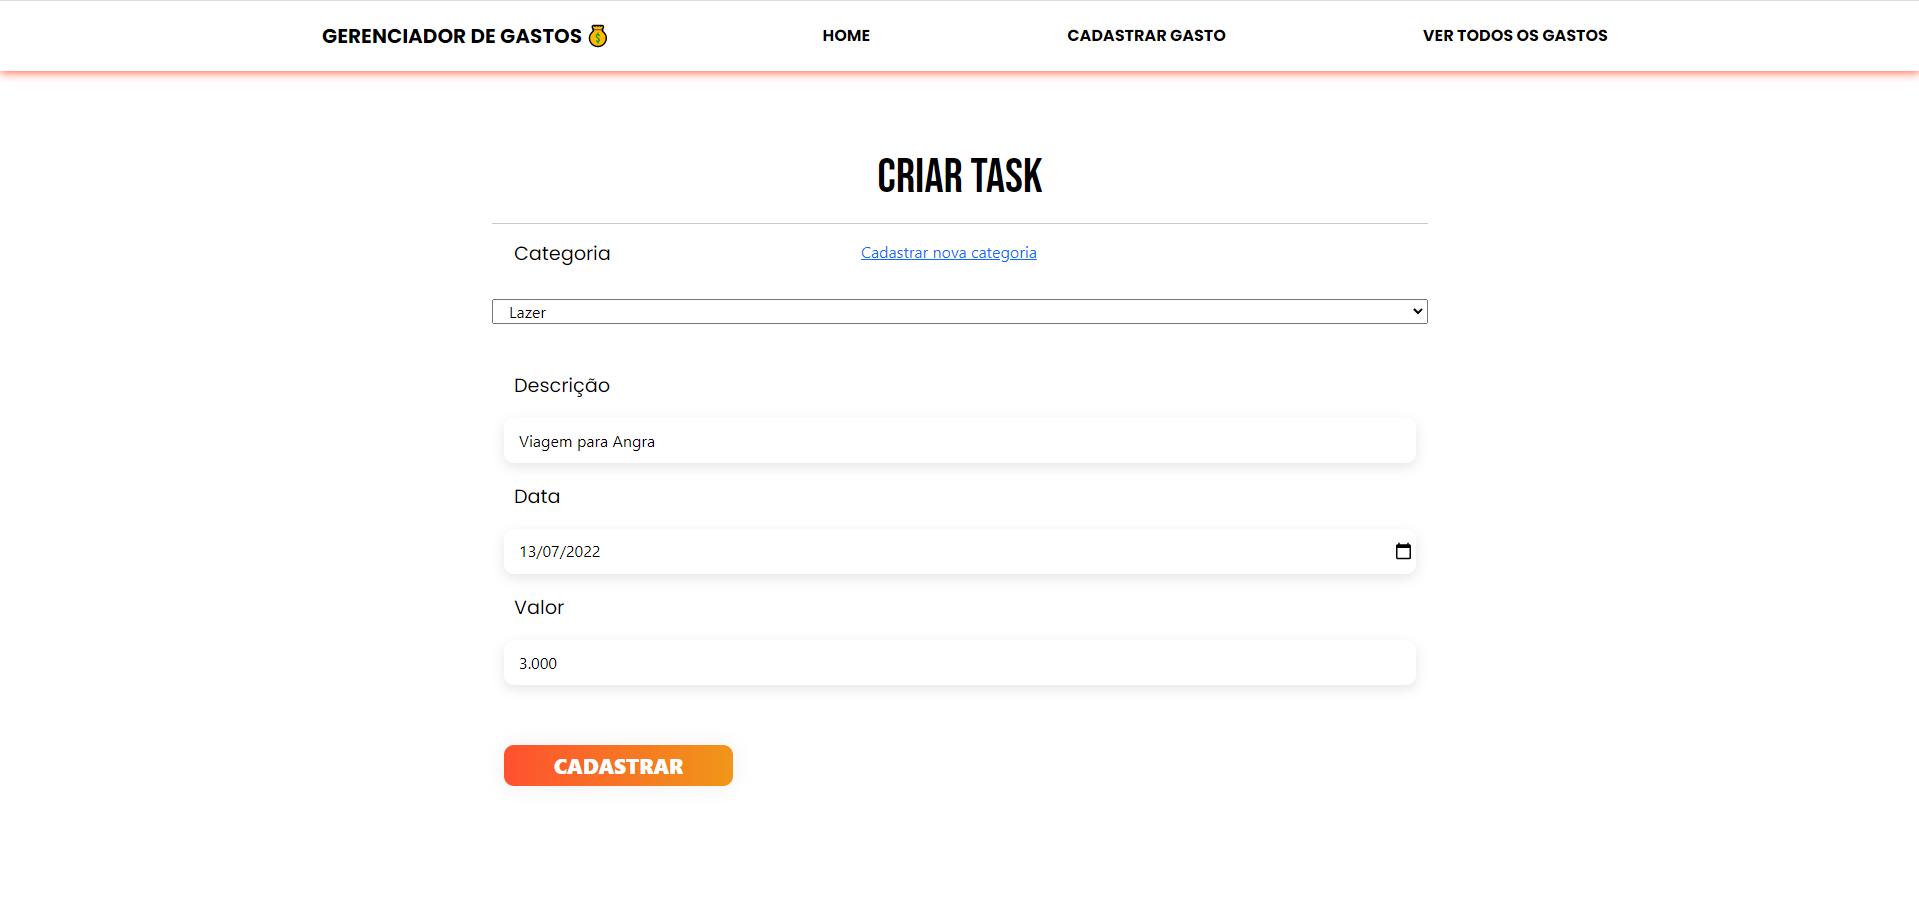 GERENCIADOR DE GASTOS HOME CADASTRAR GASTO VER TODOS OS GASTOS
CRIAR TASK
Categoria Cadastrar nova categoria
Lazer
Descrição
Viagem para Angra
Data
13/07/2022
Valor
3.000
CADASTRAR